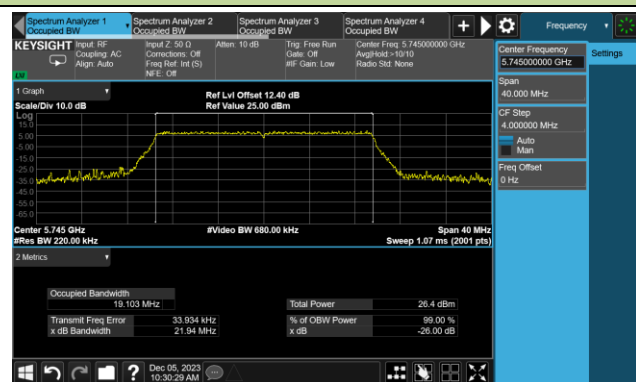 Spectrum Analyzer 1
Occupied BW
Spectrum Analyzer 2
Occupied BW
Spectrum Analyzer 3
Occupied BW
Spectrum Analyzer 4
Occupied BW
+
Frequency
KEYSIGHT
Input: RF
Coupling: AC
Align: Auto
Input Z: 50 Ω
Corrections: Off
Freq Ref: Int (S)
NFE: Off
Atten: 10 dB
Trig: Free Run
Gate: Off
#IF Gain: Low
Center Freq: 5.745000000 GHz
Avg|Hold:>10/10
Radio Std: None
Center Frequency
5.745000000 GHz
Settings
Span
40.000 MHz
CF Step
4.000000 MHz
Auto
Man
Freq Offset
0 Hz
1 Graph
Scale/Div 10.0 dB
Ref Lvl Offset 12.40 dB
Ref Value 25.00 dBm
Log
15.0
5.00
-5.00
-15.0
-25.0
-35.0
-45.0
-55.0
-65.0
Center 5.745 GHz
#Res BW 220.00 kHz
#Video BW 680.00 kHz
Span 40 MHz
Sweep 1.07 ms (2001 pts)
2 Metrics
Occupied Bandwidth
19.103 MHz
Total Power 26.4 dBm
Transmit Freq Error 33.934 kHz
% of OBW Power 99.00 %
x dB Bandwidth 21.94 MHz
x dB -26.00 dB
?
Dec 05, 2023
10:30:29 AM